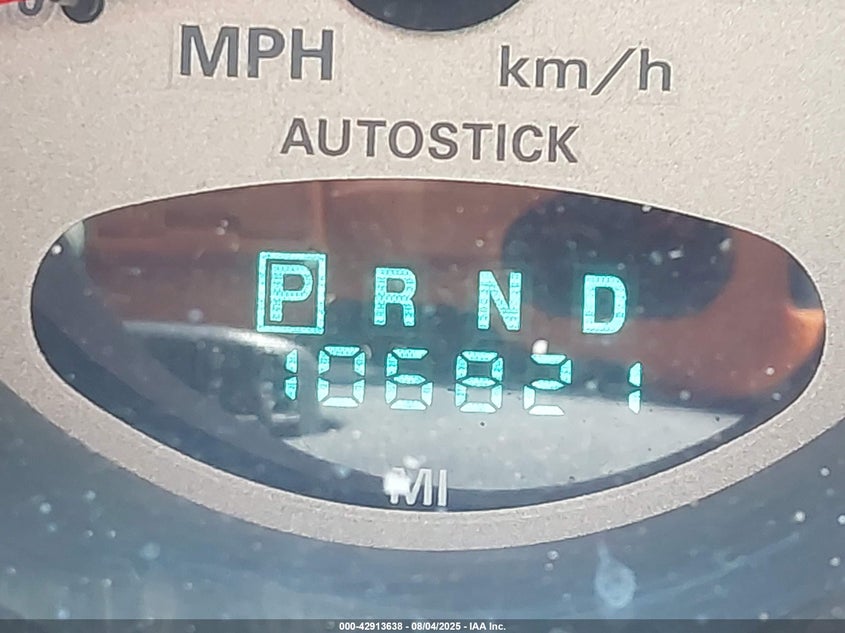 MPH km/h
AUTOSTICK
P R N D
106821
MI
000-42913638 - 08/04/2025 - IAA Inc.